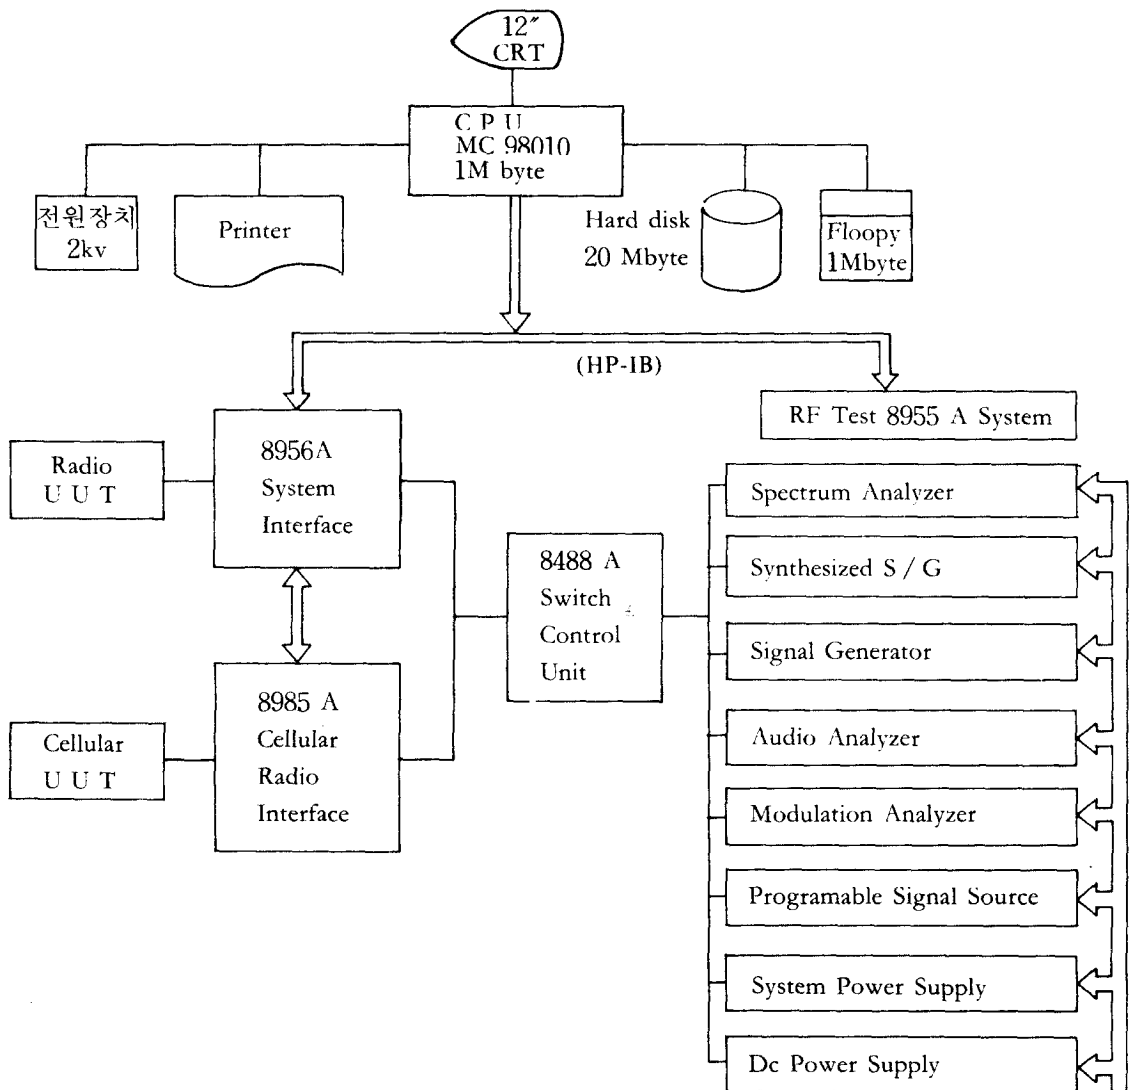 12″
CRT
C P U
MC 98010
1M byte
전원장치
2kv
Printer
Hard disk
20 Mbyte
Floopy
1Mbyte
(HP-IB)
RF Test 8955 A System
8956A
System
Interface
Radio
U U T
8488 A
Switch
Control
Unit
8985 A
Cellular
Radio
Interface
Cellular
U U T
Spectrum Analyzer
Synthesized S / G
Signal Generator
Audio Analyzer
Modulation Analyzer
Programable Signal Source
System Power Supply
Dc Power Supply